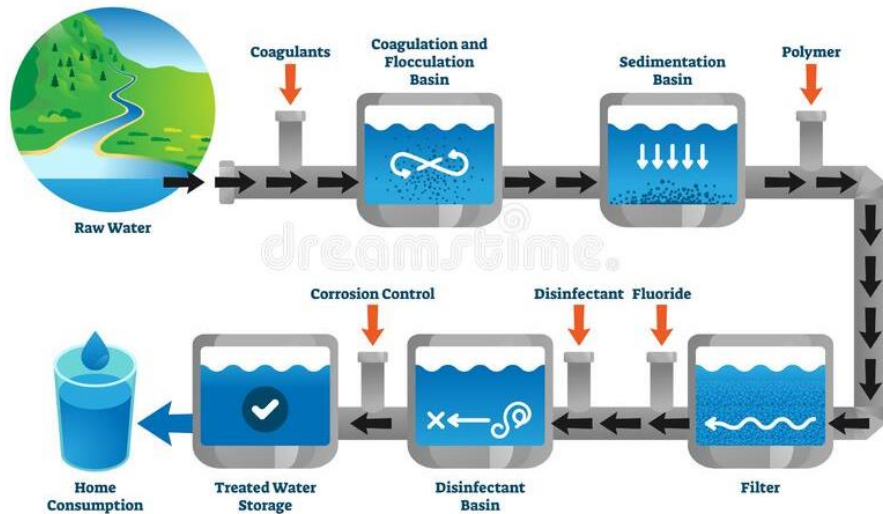 Coagulants
Coagulation and
Flocculation
Basin
Sedimentation
Basin
Polymer
Raw Water
dreamstime.
Corrosion Control
Disinfectant
Fluoride
Home
Consumption
Treated Water
Storage
Disinfectant
Basin
Filter